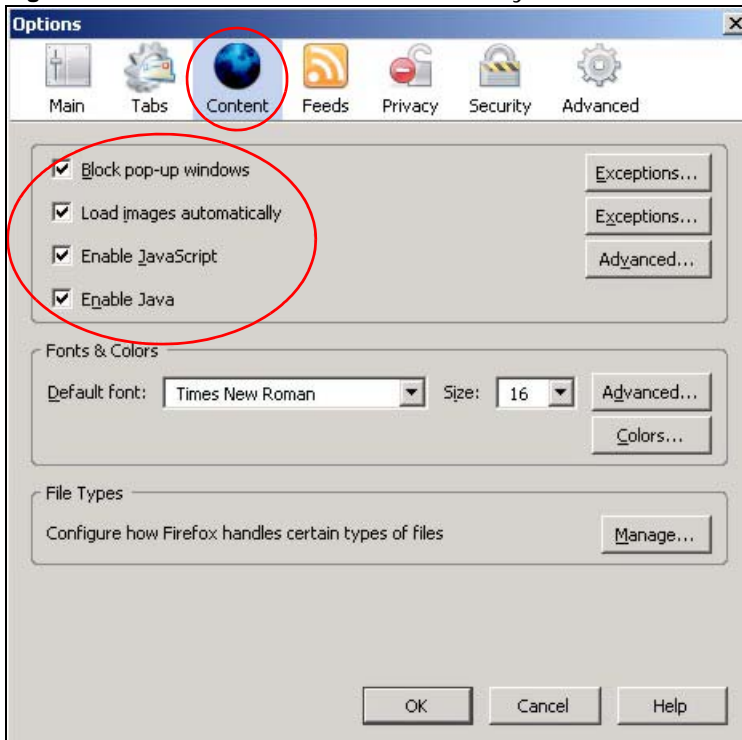 Options
Main Tabs Content Feeds Privacy Security Advanced
Block pop-up windows Exceptions...
Load images automatically Exceptions...
Enable JavaScript Advanced...
Enable Java
Fonts & Colors
Default font: Times New Roman Size: 16 Advanced...
Colors...
File Types
Configure how Firefox handles certain types of files Manage...
OK Cancel Help